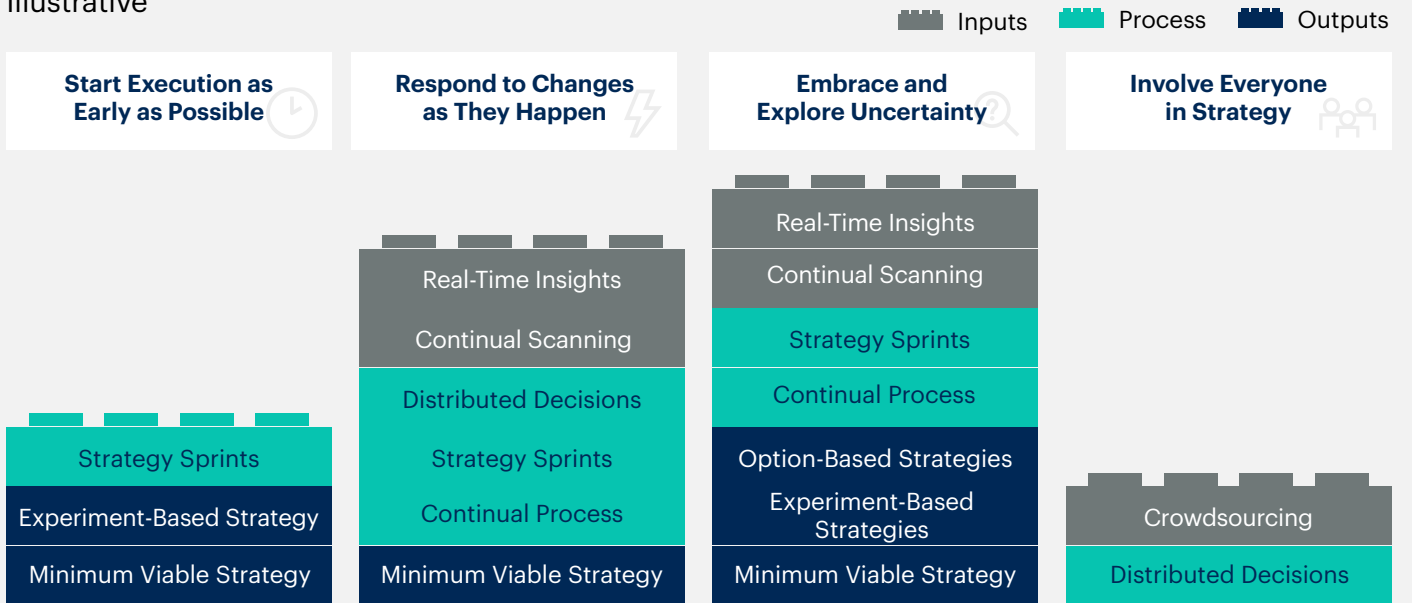 Illustrative
Inputs
Process
Outputs
Start Execution as
Early as Possible
Respond to Changes
as They Happen
Embrace and
Explore Uncertainty
Involve Everyone
in Strategy
Strategy Sprints
Experiment-Based Strategy
Minimum Viable Strategy
Real-Time Insights
Continual Scanning
Distributed Decisions
Strategy Sprints
Continual Process
Minimum Viable Strategy
Real-Time Insights
Continual Scanning
Strategy Sprints
Continual Process
Option-Based Strategies
Experiment-Based
Strategies
Minimum Viable Strategy
Crowdsourcing
Distributed Decisions